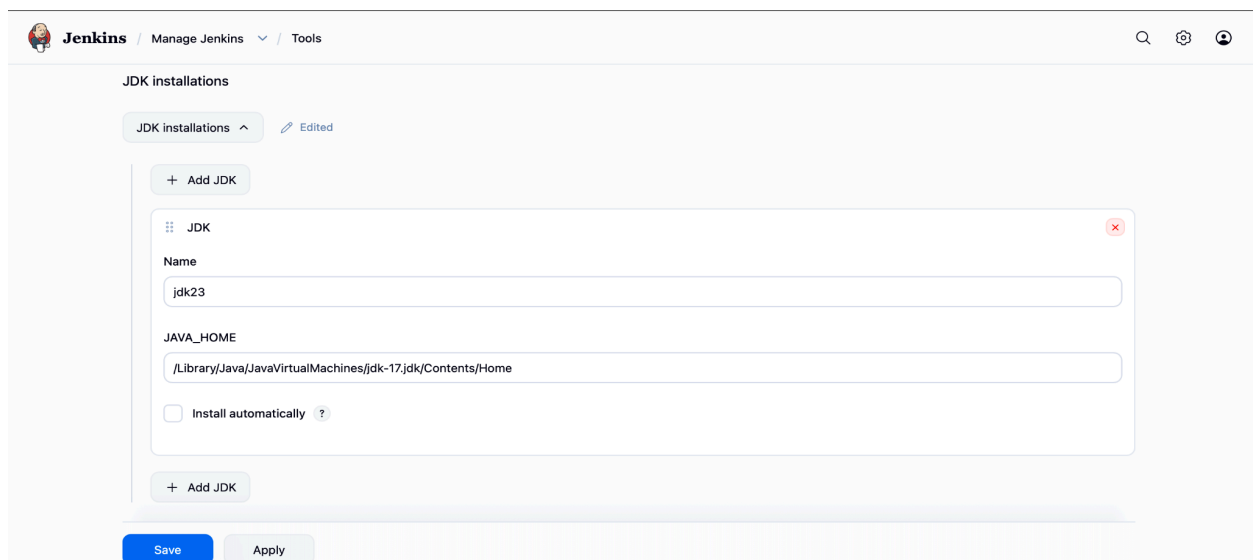 Jenkins / Manage Jenkins / Tools
JDK installations
JDK installations Edited
+ Add JDK
JDK
Name
jdk23
JAVA_HOME
/Library/Java/JavaVirtualMachines/jdk-17.jdk/Contents/Home
Install automatically ?
+ Add JDK
Save Apply